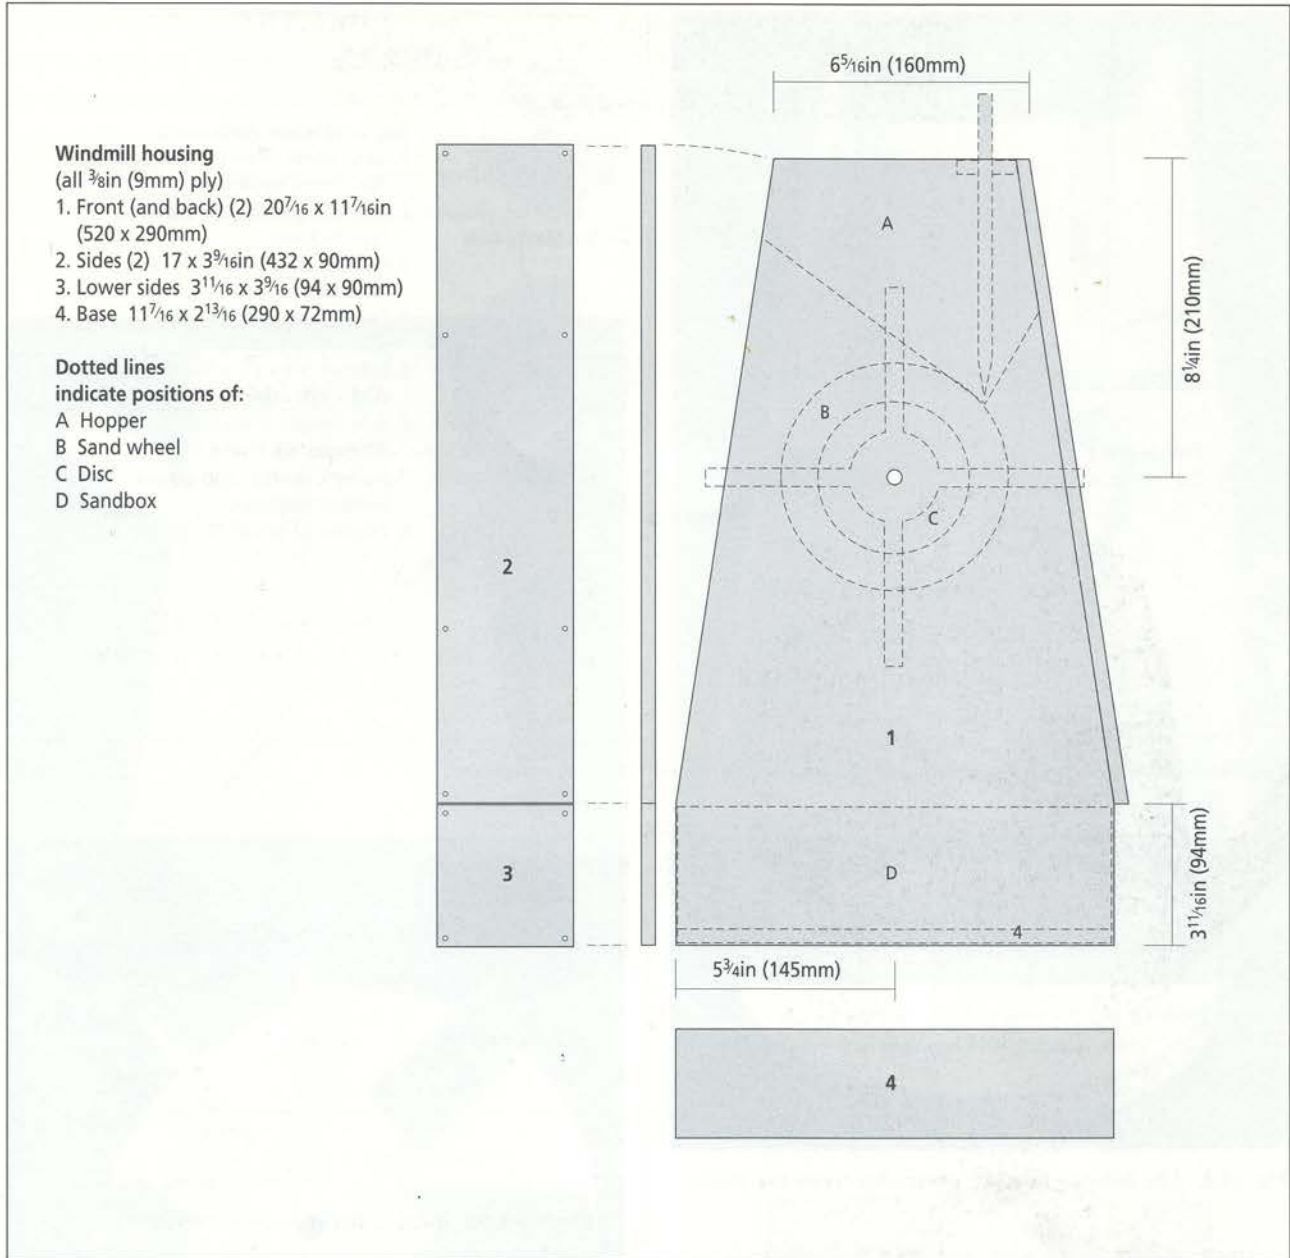 6 5/16in (160mm)
Windmill housing
(all 3/8in (9mm) ply)
1. Front (and back) (2) 20 7/16 x 11 7/16in
(520 x 290mm)
2. Sides (2) 17 x 3 9/16in (432 x 90mm)
3. Lower sides 3 11/16 x 3 9/16 (94 x 90mm)
4. Base 11 7/16 x 2 13/16 (290 x 72mm)
Dotted lines
indicate positions of:
A Hopper
B Sand wheel
C Disc
D Sandbox
A
8 1/4in (210mm)
B
C
2
1
3
D
3 11/16in (94mm)
4
5 3/4in (145mm)
4